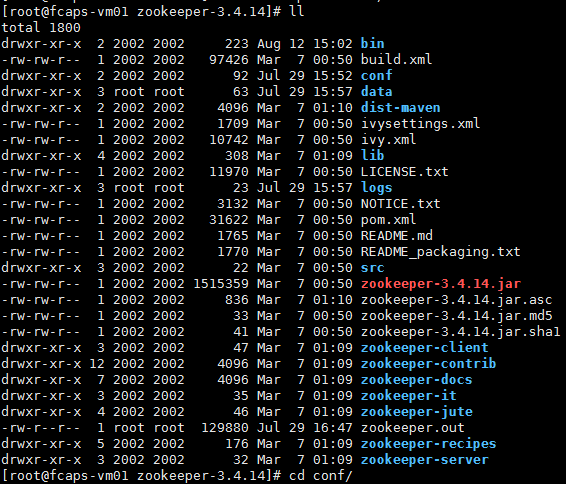 [root@fcaps-vm01 zookeeper-3.4.14]# ll
total 1800
drwxr-xr-x  2 2002 2002     223 Aug 12 15:02 bin
-rw-rw-r--  1 2002 2002   97426 Mar  7 00:50 build.xml
drwxr-xr-x  2 2002 2002      92 Jul 29 15:52 conf
drwxr-xr-x  3 root root      63 Jul 29 15:57 data
drwxr-xr-x  2 2002 2002    4096 Mar  7 01:10 dist-maven
-rw-rw-r--  1 2002 2002    1709 Mar  7 00:50 ivysettings.xml
-rw-rw-r--  1 2002 2002   10742 Mar  7 00:50 ivy.xml
drwxr-xr-x  4 2002 2002     308 Mar  7 01:09 lib
-rw-rw-r--  1 2002 2002   11970 Mar  7 00:50 LICENSE.txt
drwxr-xr-x  3 root root      23 Jul 29 15:57 logs
-rw-rw-r--  1 2002 2002    3132 Mar  7 00:50 NOTICE.txt
-rw-rw-r--  1 2002 2002   31622 Mar  7 00:50 pom.xml
-rw-rw-r--  1 2002 2002    1765 Mar  7 00:50 README.md
-rw-rw-r--  1 2002 2002    1770 Mar  7 00:50 README_packaging.txt
drwxr-xr-x  3 2002 2002      22 Mar  7 00:50 src
-rw-rw-r--  1 2002 2002 1515359 Mar  7 00:50 zookeeper-3.4.14.jar
-rw-rw-r--  1 2002 2002     836 Mar  7 01:10 zookeeper-3.4.14.jar.asc
-rw-rw-r--  1 2002 2002      33 Mar  7 00:50 zookeeper-3.4.14.jar.md5
-rw-rw-r--  1 2002 2002      41 Mar  7 00:50 zookeeper-3.4.14.jar.sha1
drwxr-xr-x  3 2002 2002      47 Mar  7 01:09 zookeeper-client
drwxr-xr-x 12 2002 2002    4096 Mar  7 01:09 zookeeper-contrib
drwxr-xr-x  7 2002 2002    4096 Mar  7 01:09 zookeeper-docs
drwxr-xr-x  3 2002 2002      35 Mar  7 01:09 zookeeper-it
drwxr-xr-x  4 2002 2002      46 Mar  7 01:09 zookeeper-jute
-rw-r--r--  1 root root  129880 Jul 29 16:47 zookeeper.out
drwxr-xr-x  5 2002 2002     176 Mar  7 01:09 zookeeper-recipes
drwxr-xr-x  3 2002 2002      32 Mar  7 01:09 zookeeper-server
[root@fcaps-vm01 zookeeper-3.4.14]# cd conf/